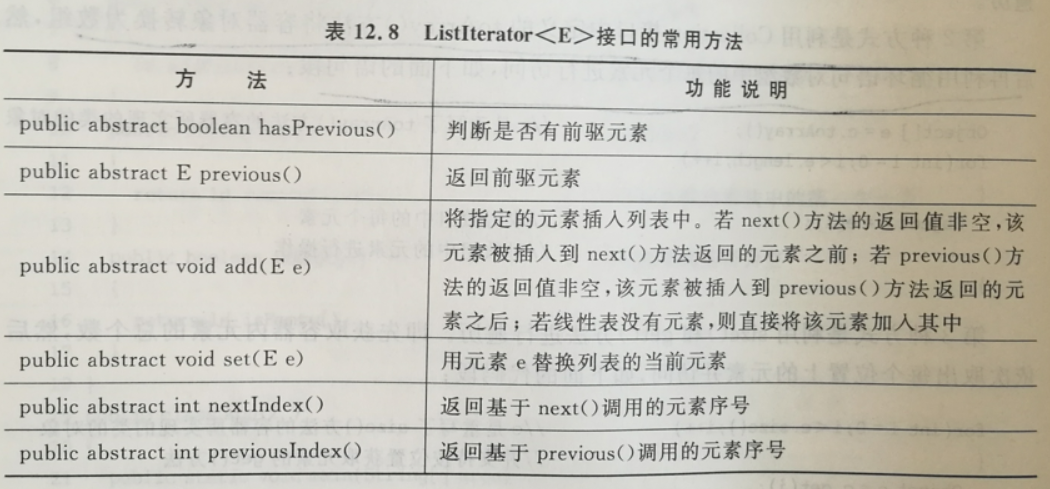 表 12.8 ListIterator<E>接口的常用方法
方 法 功 能 说 明
public abstract boolean hasPrevious() 判断是否有前驱元素
public abstract E previous() 返回前驱元素
public abstract void add(E e) 将指定的元素插入列表中。若 next()方法的返回值非空,该
元素被插入到 next()方法返回的元素之前；若 previous()方
法的返回值非空,该元素被插入到 previous()方法返回的元
素之后；若线性表没有元素,则直接将该元素加入其中
public abstract void set(E e) 用元素 e 替换列表的当前元素
public abstract int nextIndex() 返回基于 next()调用的元素序号
public abstract int previousIndex() 返回基于 previous()调用的元素序号